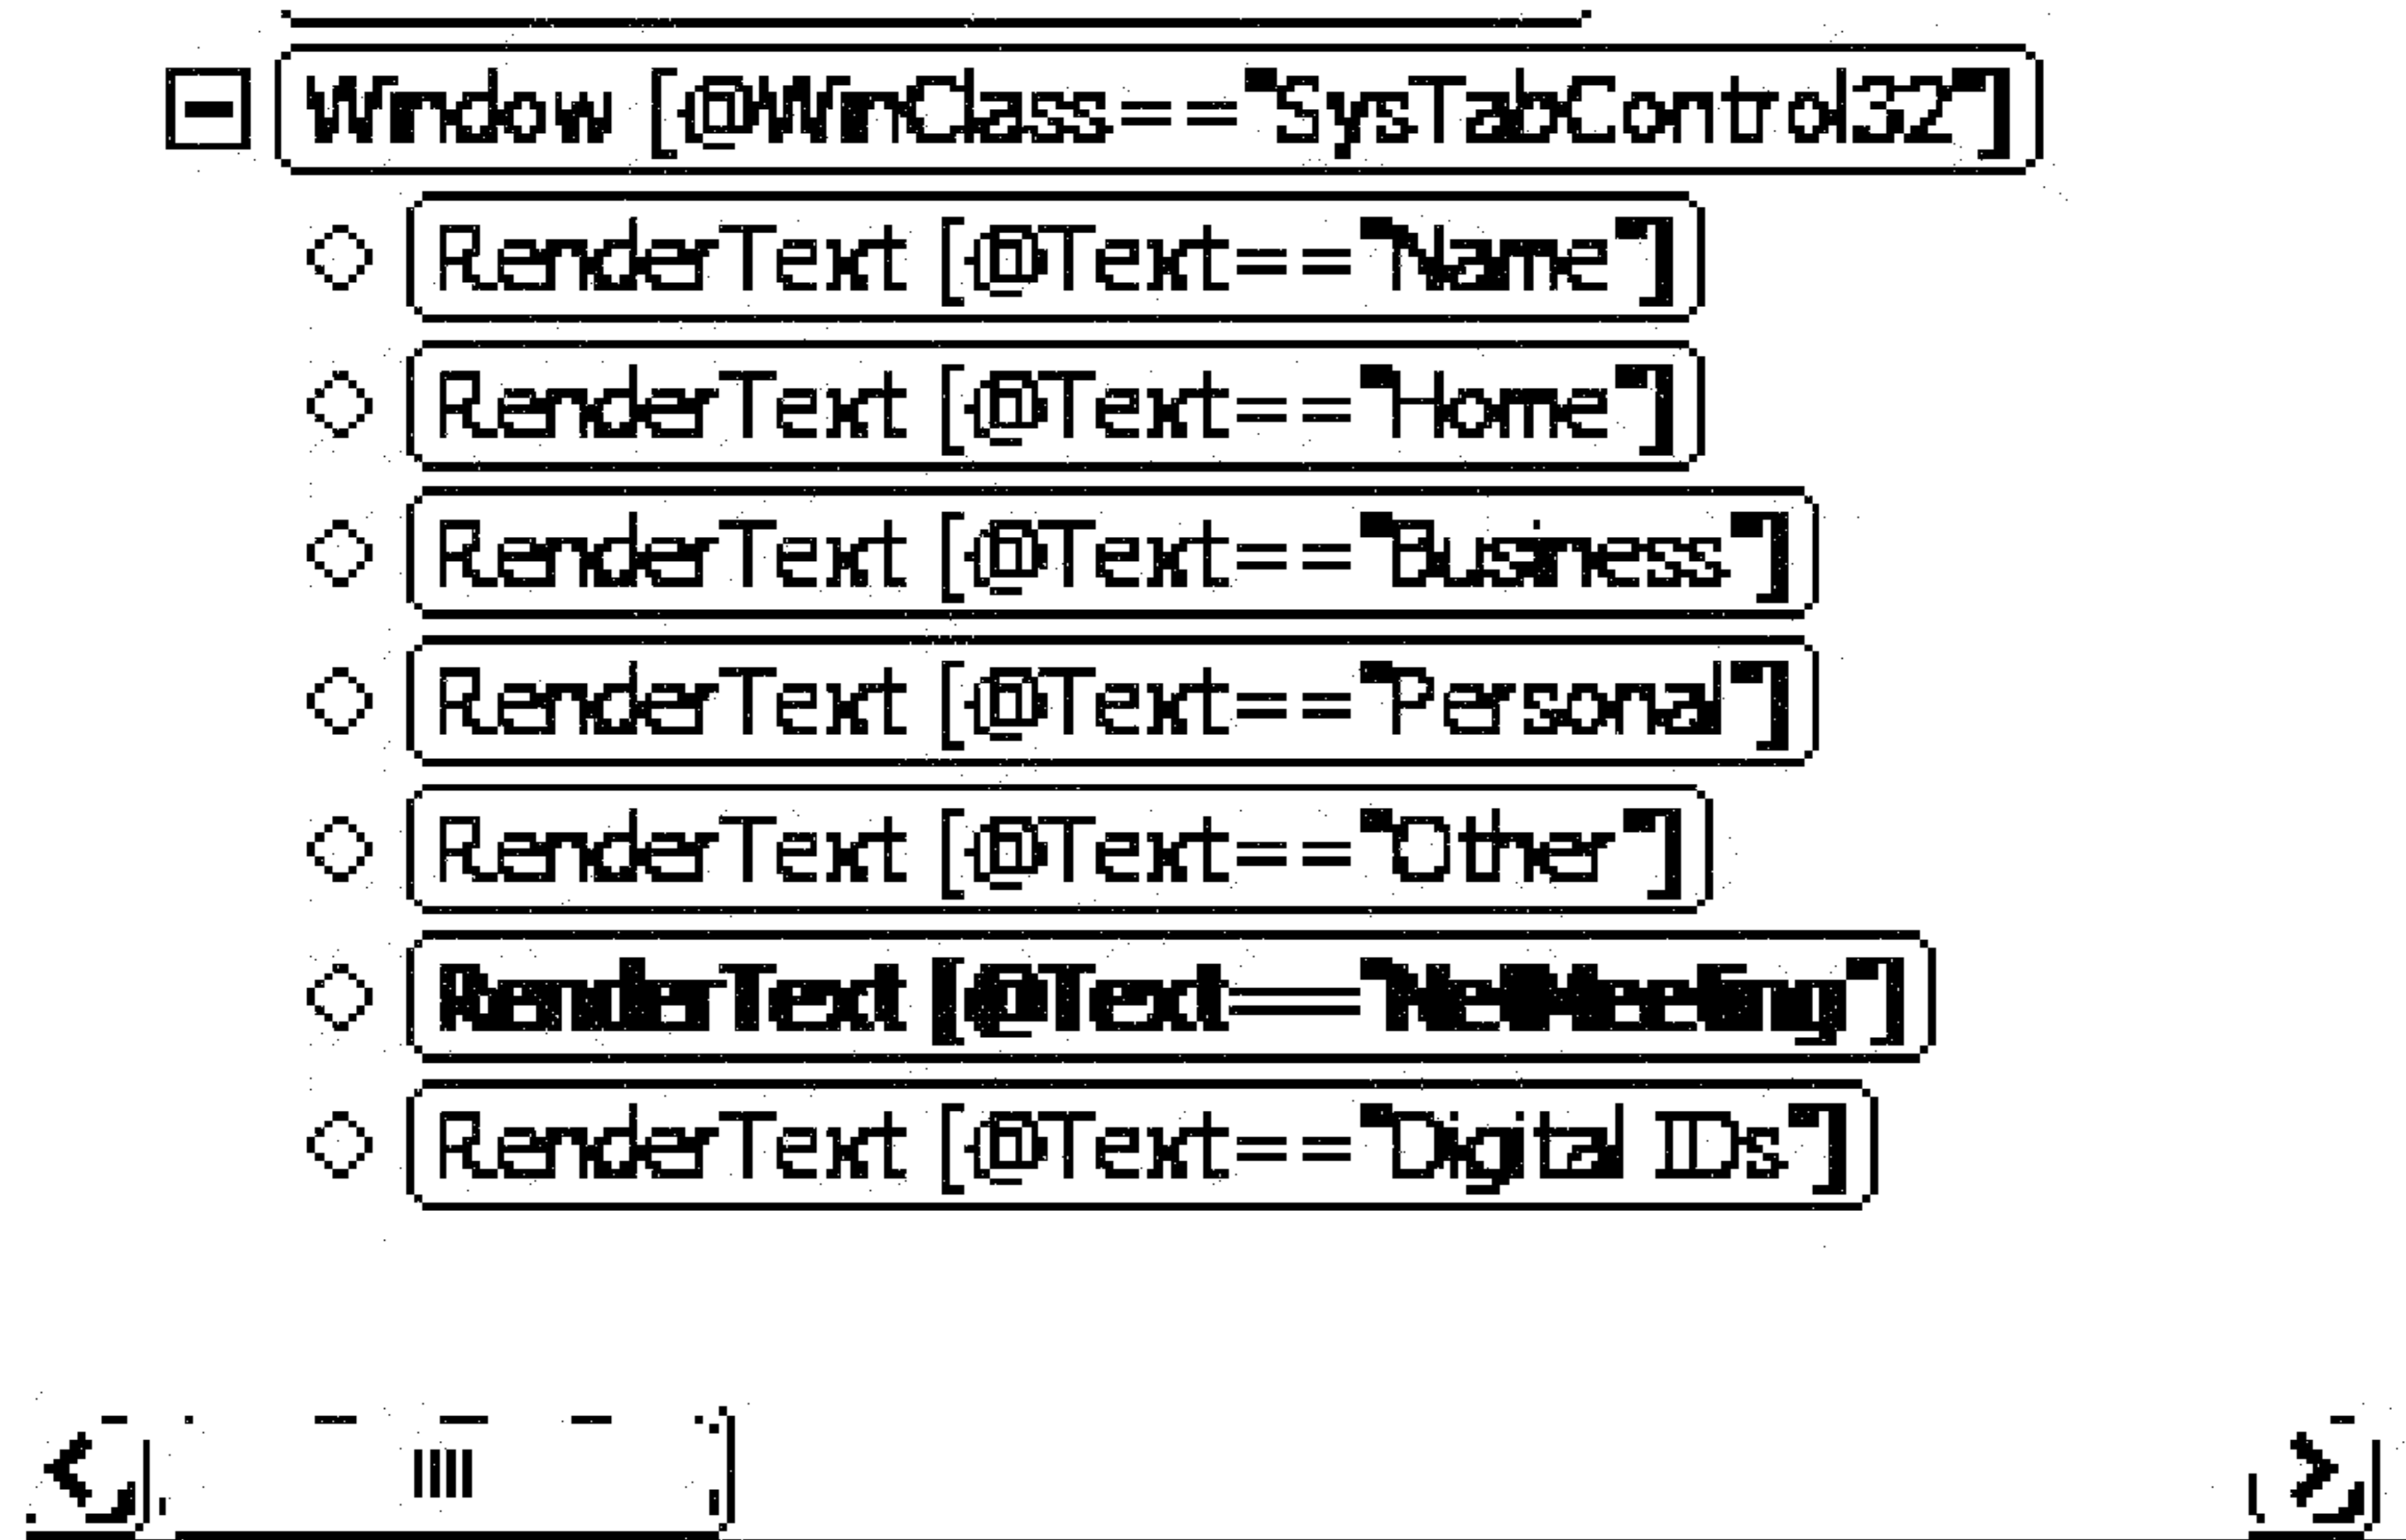 Window [@WinClass=="SysTabControl32"]
RenderText [@Text=="Name"]
RenderText [@Text=="Home"]
RenderText [@Text=="Business"]
RenderText [@Text=="Personal"]
RenderText [@Text=="Other"]
RenderText [@Text=="NetMeeting"]
RenderText [@Text=="Digital IDs"]